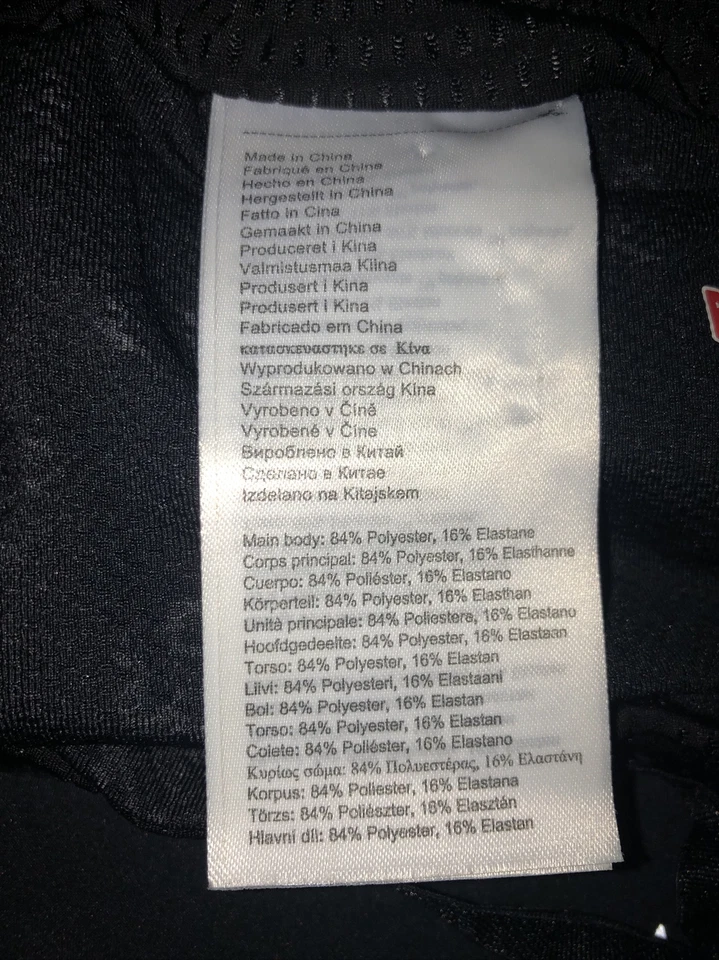 Made in China
Fabriqué en Chine
Hecho en China
Hergestellt in China
Fatto in Cina
Gemaakt in China
Produceret i Kina
Valmistusmaa Kiina
Produsert i Kina
Produsert i Kina
Fabricado em China
κατασκευαστηκε σε Κίνα
Wyprodukowano w Chinach
Származási ország Kína
Vyrobeno v Číně
Vyrobené v Číne
Вироблено в Китай
Сделано в Китае
Izdelano na Kitajskem
Main body: 84% Polyester, 16% Elastane
Corps principal: 84% Polyester, 16% Elasthanne
Cuerpo: 84% Poliéster, 16% Elastano
Körperteil: 84% Polyester, 16% Elasthan
Unità principale: 84% Poliestere, 16% Elastano
Hoofdgedeelte: 84% Polyester, 16% Elastaan
Torso: 84% Polyester, 16% Elastan
Liivi: 84% Polyesteri, 16% Elastaani
Bol: 84% Polyester, 16% Elastan
Torso: 84% Polyester, 16% Elastan
Colete: 84% Poliéster, 16% Elastano
Κυρίως σώμα: 84% Πολυεστέρας, 16% Ελαστάνη
Korpus: 84% Poliester, 16% Elastana
Törzs: 84% Poliészter, 16% Elasztán
Hlavní díl: 84% Polyester, 16% Elastan